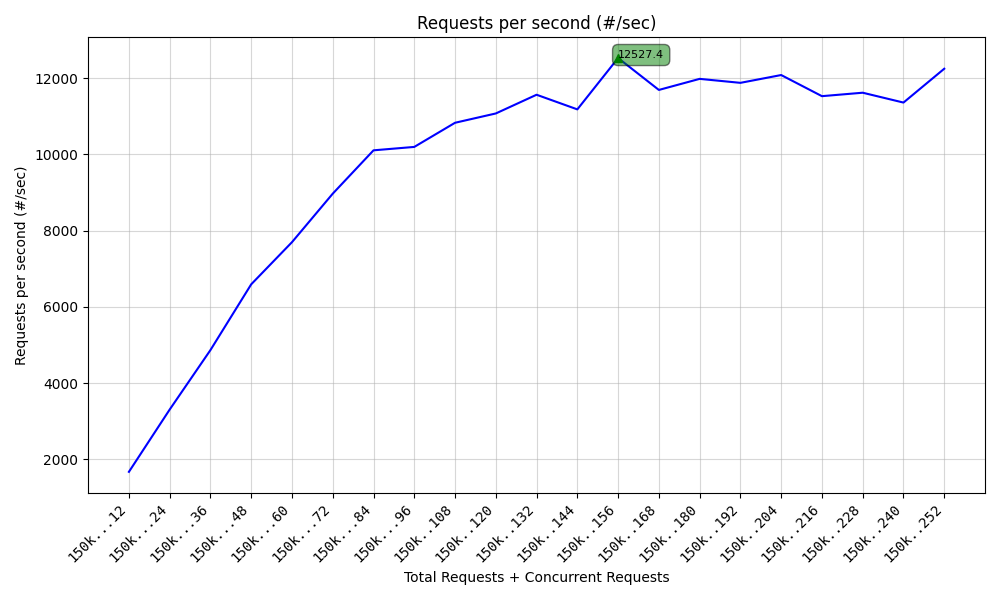 Requests per second (#/sec)
12527.4
12000
10000
8000
6000
4000
2000
Requests per second (#/sec)
150k...12
150k...24
150k...36
150k...48
150k...60
150k...72
150k...84
150k...96
150k..108
150k..120
150k..132
150k..144
150k..156
150k..168
150k..180
150k..192
150k..204
150k..216
150k..228
150k..240
150k..252
Total Requests + Concurrent Requests